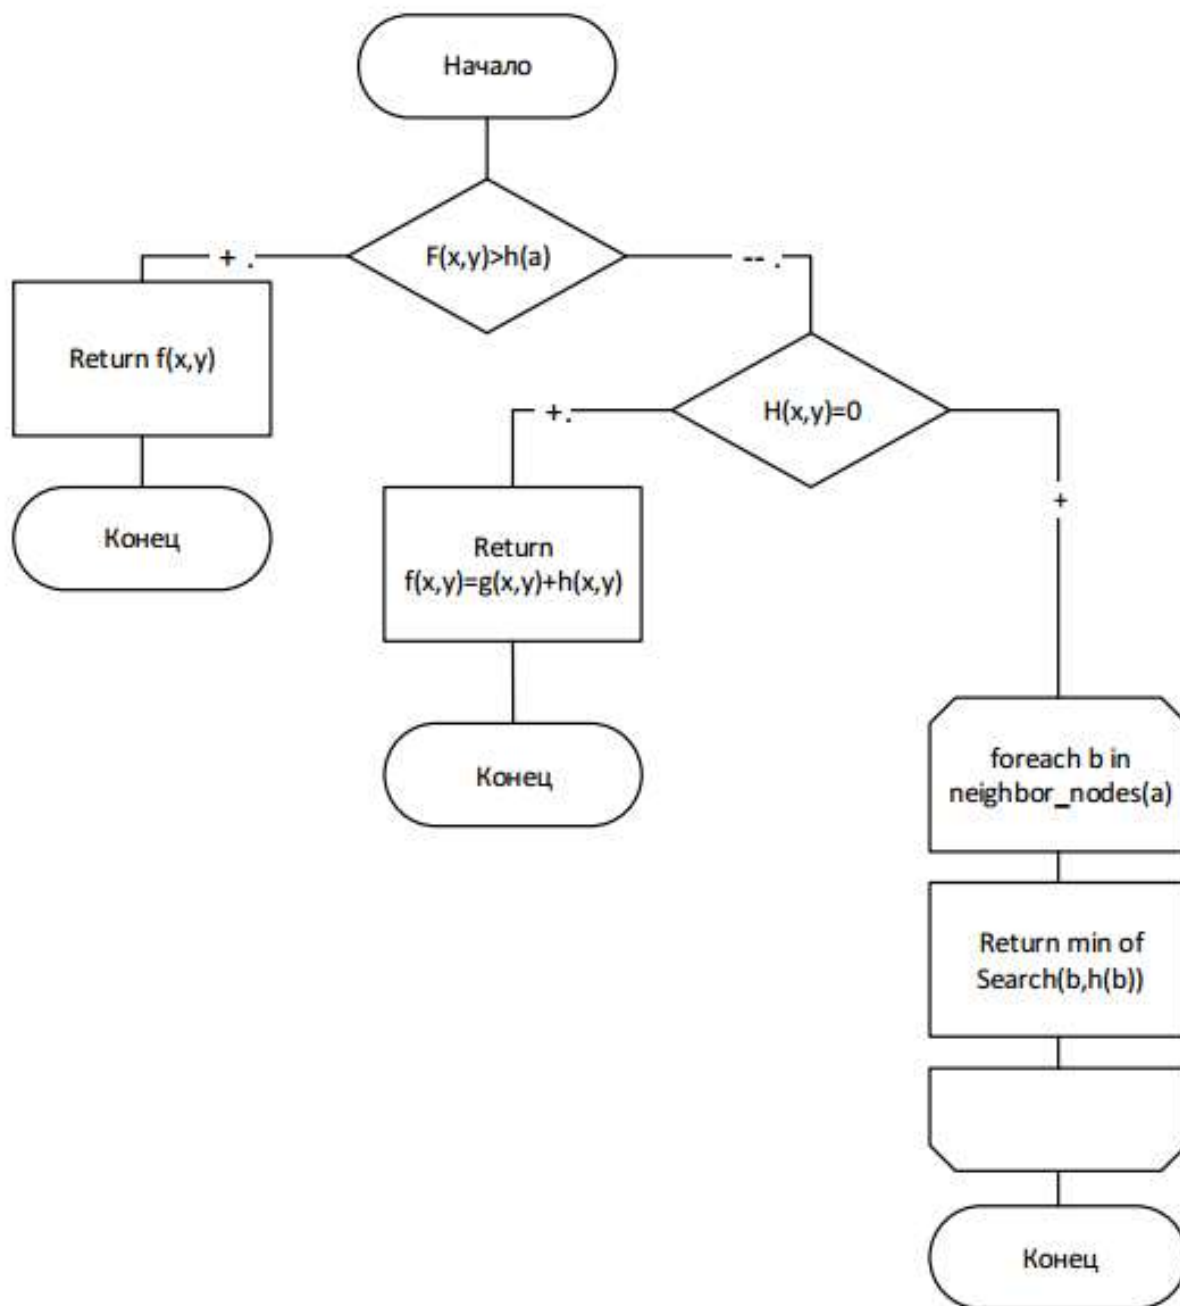 Начало
F(x,y)>h(a)
+ .
-- .
Return f(x,y)
H(x,y)=0
+.
+
Конец
Return
f(x,y)=g(x,y)+h(x,y)
Конец
foreach b in
neighbor_nodes(a)
Return min of
Search(b,h(b))
Конец